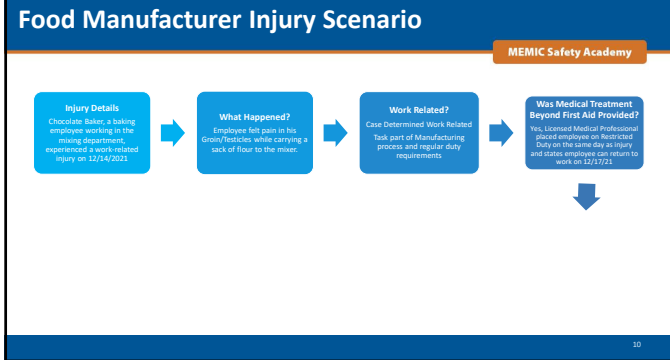 Food Manufacturer Injury Scenario
MEMIC Safety Academy
Injury Details
Chocolate Baker, a baking
employee working in the
mixing department,
experienced a work-related
injury on 12/14/2021
What Happened?
Employee felt pain in his
Groin/Testicles while carrying a
sack of flour to the mixer.
Work Related?
Case Determined Work Related
Task part of Manufacturing
process and regular duty
requirements
Was Medical Treatment
Beyond First Aid Provided?
Yes, Licensed Medical Professional
placed employee on Restricted
Duty on the same day as injury
and states employee can return to
work on 12/17/21
10